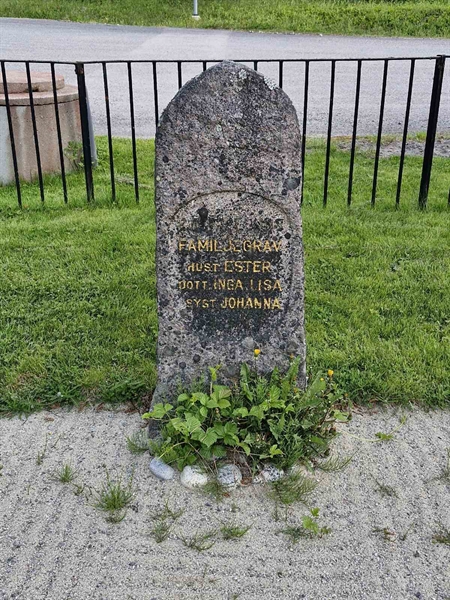 FAMILJEGRAV
HUST. ESTER
DOTT. INGA, LISA
SYST JOHANNA